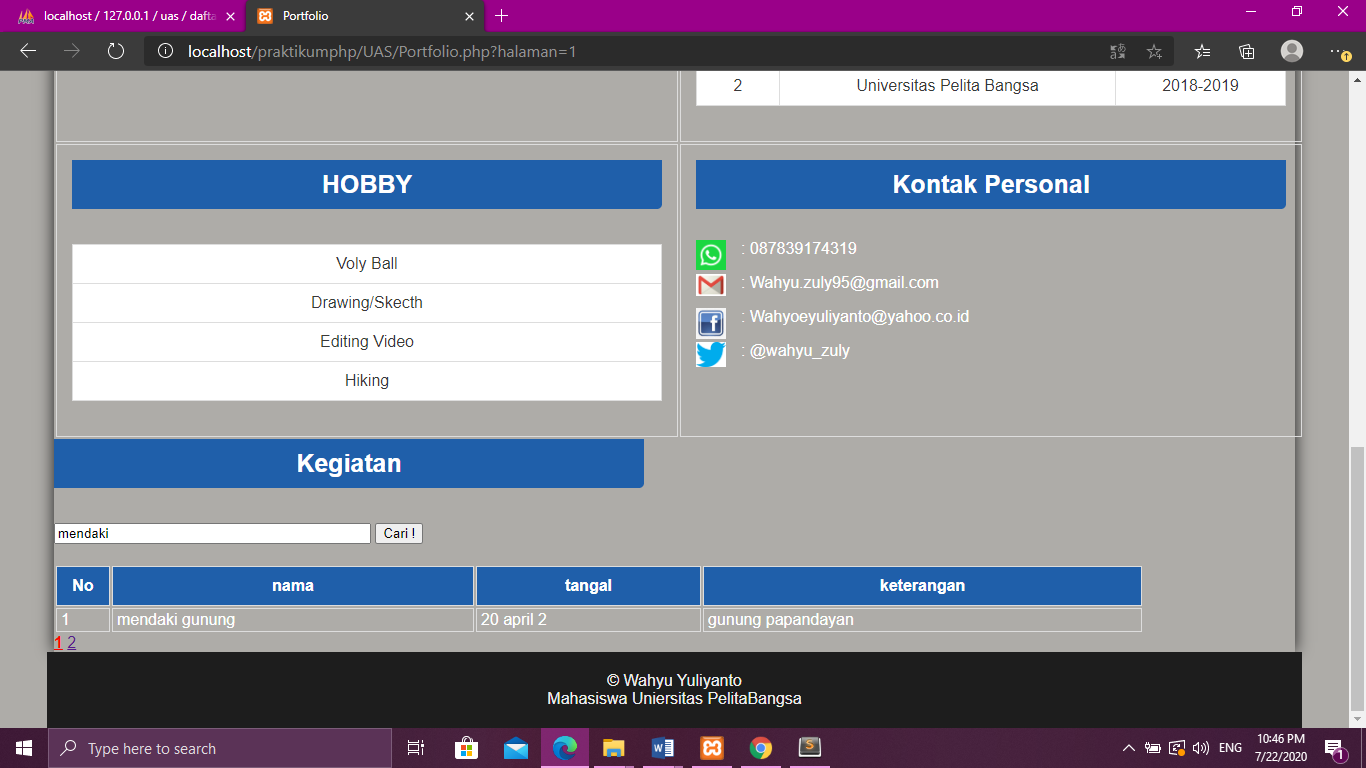 localhost / 127.0.0.1 / uas / dafta
Portfolio
localhost/praktikumphp/UAS/Portfolio.php?halaman=1
2 Universitas Pelita Bangsa 2018-2019
HOBBY
Voly Ball
Drawing/Skecth
Editing Video
Hiking
Kontak Personal
: 087839174319
: Wahyu.zuly95@gmail.com
: Wahyoeyuliyanto@yahoo.co.id
: @wahyu_zuly
Kegiatan
mendaki Cari !
No nama tangal keterangan
1 mendaki gunung 20 april 2 gunung papandayan
1 2
© Wahyu Yuliyanto
Mahasiswa Uniersitas PelitaBangsa
Type here to search
ENG
10:46 PM
7/22/2020
1